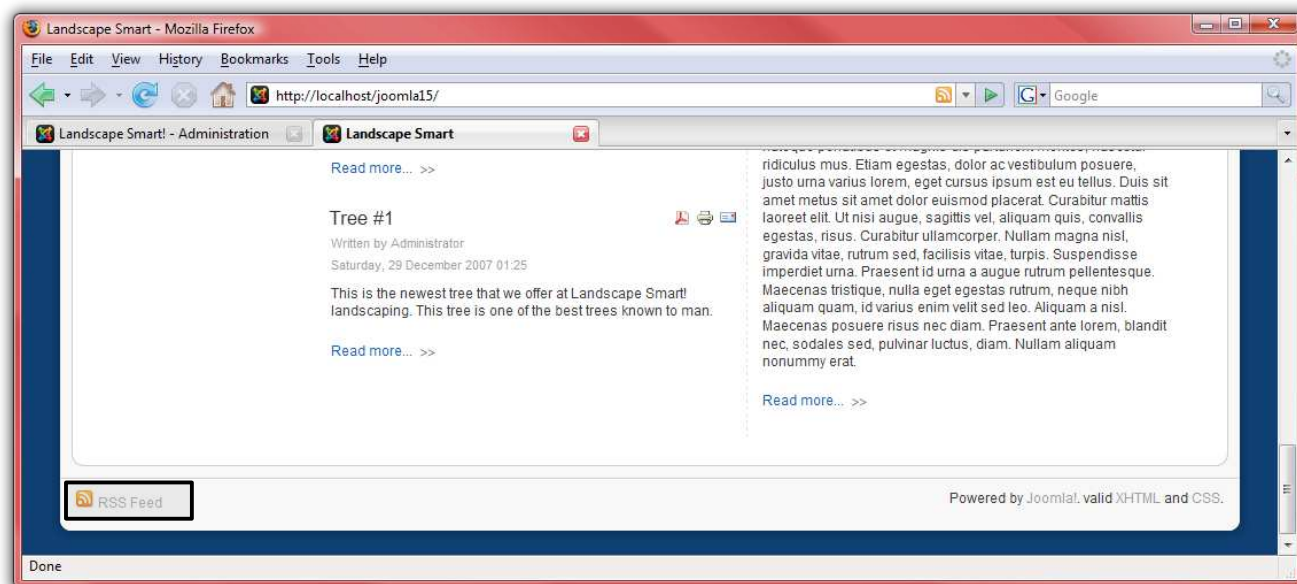 Landscape Smart - Mozilla Firefox
File Edit View History Bookmarks Tools Help
http://localhost/joomla15/
G Google
Landscape Smart! - Administration
Landscape Smart
Read more... >>
Tree #1
Written by Administrator
Saturday, 29 December 2007 01:25
This is the newest tree that we offer at Landscape Smart!
landscaping. This tree is one of the best trees known to man.
Read more... >>
ridiculus mus. Etiam egestas, dolor ac vestibulum posuere,
justo urna varius lorem, eget cursus ipsum est eu tellus. Duis sit
amet metus sit amet dolor euismod placerat. Curabitur mattis
laoreet elit. Ut nisi augue, sagittis vel, aliquam quis, convallis
egestas, risus. Curabitur ullamcorper. Nullam magna nisl,
gravida vitae, rutrum sed, facilisis vitae, turpis. Suspendisse
imperdiet urna. Praesent id urna a augue rutrum pellentesque.
Maecenas tristique, nulla eget egestas rutrum, neque nibh
aliquam quam, id varius enim velit sed leo. Aliquam a nisl.
Maecenas posuere risus nec diam. Praesent ante lorem, blandit
nec, sodales sed, pulvinar luctus, diam. Nullam aliquam
nonummy erat.
Read more... >>
RSS Feed
Powered by Joomla!. valid XHTML and CSS.
Done